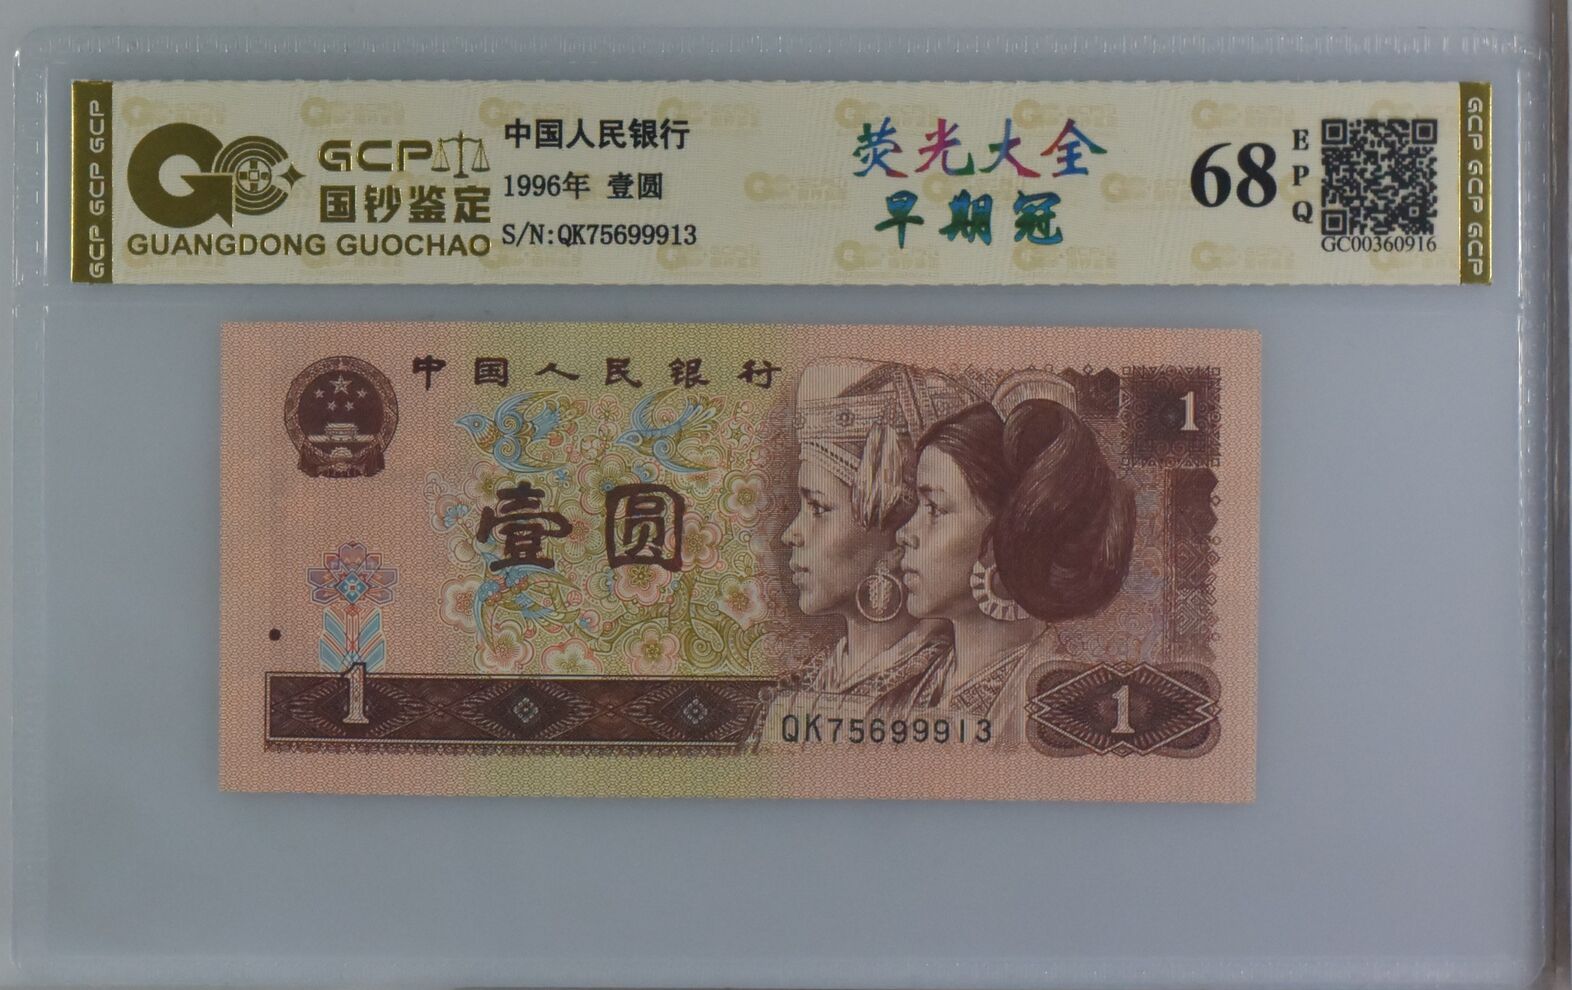 GCP GCP GCP
GCP
国钞鉴定
GUANGDONG GUOCHAO
中国人民银行
1996年 壹圆
S/N:QK75699913
荧光大全
早期冠
68
EPQ
GC00360916
GCP GCP GCP
中国人民银行
1
壹圆
1
QK75699913
1